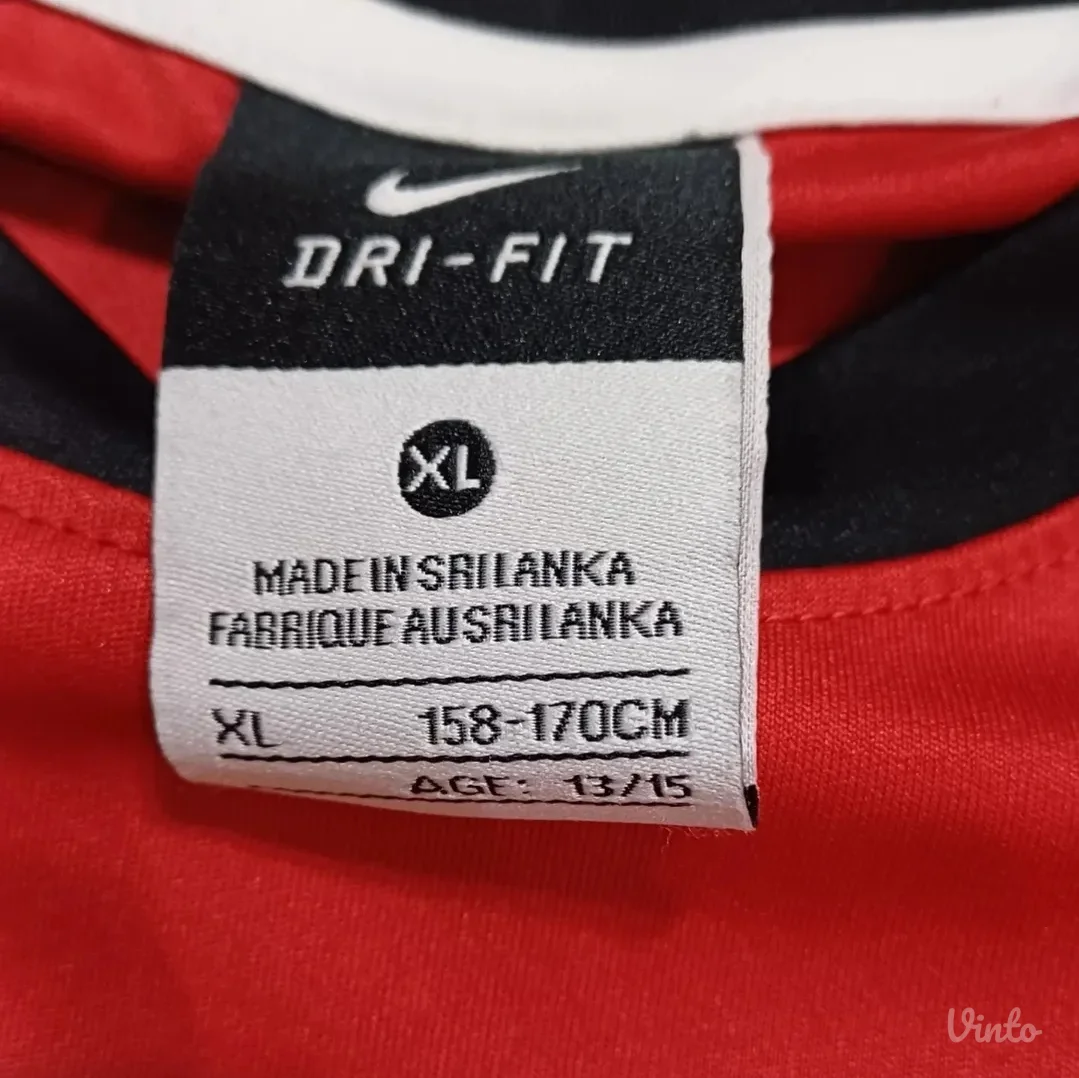 DRI-FIT
XL
MADE IN SRI LANKA
FABRIQUE AU SRI LANKA
XL 158-170CM
AGE: 13/15
Vinto